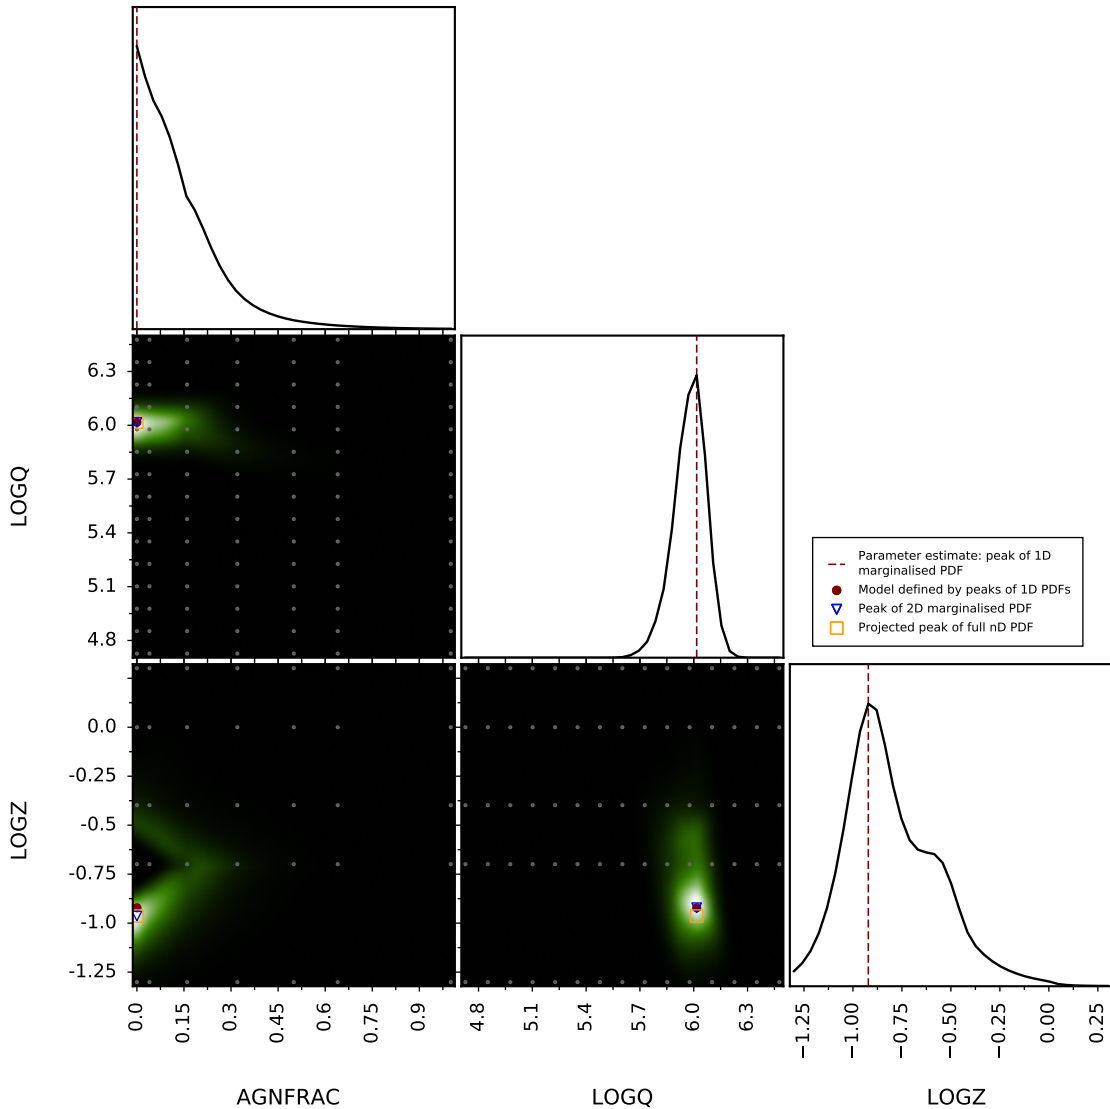 6.3
6.0
5.7
5.4
5.1
4.8
LOGQ
Parameter estimate: peak of 1D
marginalised PDF
Model defined by peaks of 1D PDFs
Peak of 2D marginalised PDF
Projected peak of full nD PDF
0.0
-0.25
-0.5
-0.75
-1.0
-1.25
LOGZ
0.0 0.15 0.3 0.45 0.6 0.75 0.9
4.8 5.1 5.4 5.7 6.0 6.3
−1.25 −1.00 −0.75 −0.50 −0.25 0.00 0.25
AGNFRAC
LOGQ
LOGZ